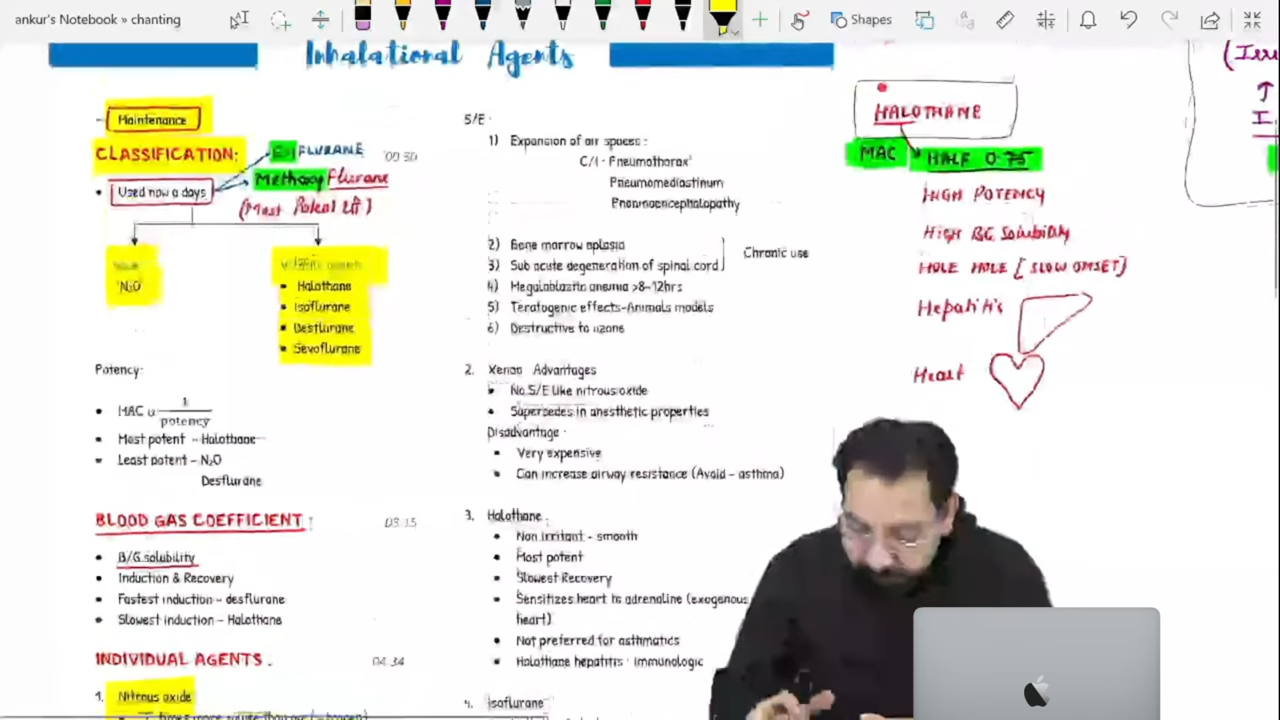 ankur's Notebook » chanting
Shapes
Inhalational Agents
Maintenance
CLASSIFICATION:
FLURANE
00:30
Used now a days
Methoxy Flurane
(Most Potent
N₂O
Halothane
Isoflurane
Desflurane
Sevoflurane
Potency:
MAC α 1
potency
Most potent - Halothane
Least potent - N₂O
Desflurane
BLOOD GAS COEFFICIENT :
03:15
B/G solubility
Induction & Recovery
Fastest induction - desflurane
Slowest induction - Halothane
INDIVIDUAL AGENTS .
04:34
1. Nitrous oxide
S/E :
1) Expansion of air spaces :
C/I - Pneumothorax
Pneumomediastinum
Pneumoencephalopathy
2) Bone marrow aplasia
3) Sub acute degeneration of spinal cord
Chronic use
4) Megaloblastic anemia >8-12hrs
5) Teratogenic effects-Animals models
6) Destructive to ozone
2. Xenon Advantages
No S/E like nitrous oxide
Supersedes in anesthetic properties
Disadvantage :
Very expensive
Can increase airway resistance (Avoid - asthma)
3. Halothane :
Non irritant - smooth
Most potent
Slowest Recovery
Sensitizes heart to adrenaline (exogenous
heart)
Not preferred for asthmatics
Halothane hepatitis - immunologic
4. Isoflurane
HALOTHANE
MAC
HALF 0.75
HIGH POTENCY
HIGH BG Solubility
HOLE HOLE [SLOW ONSET]
Hepatitis
Heart